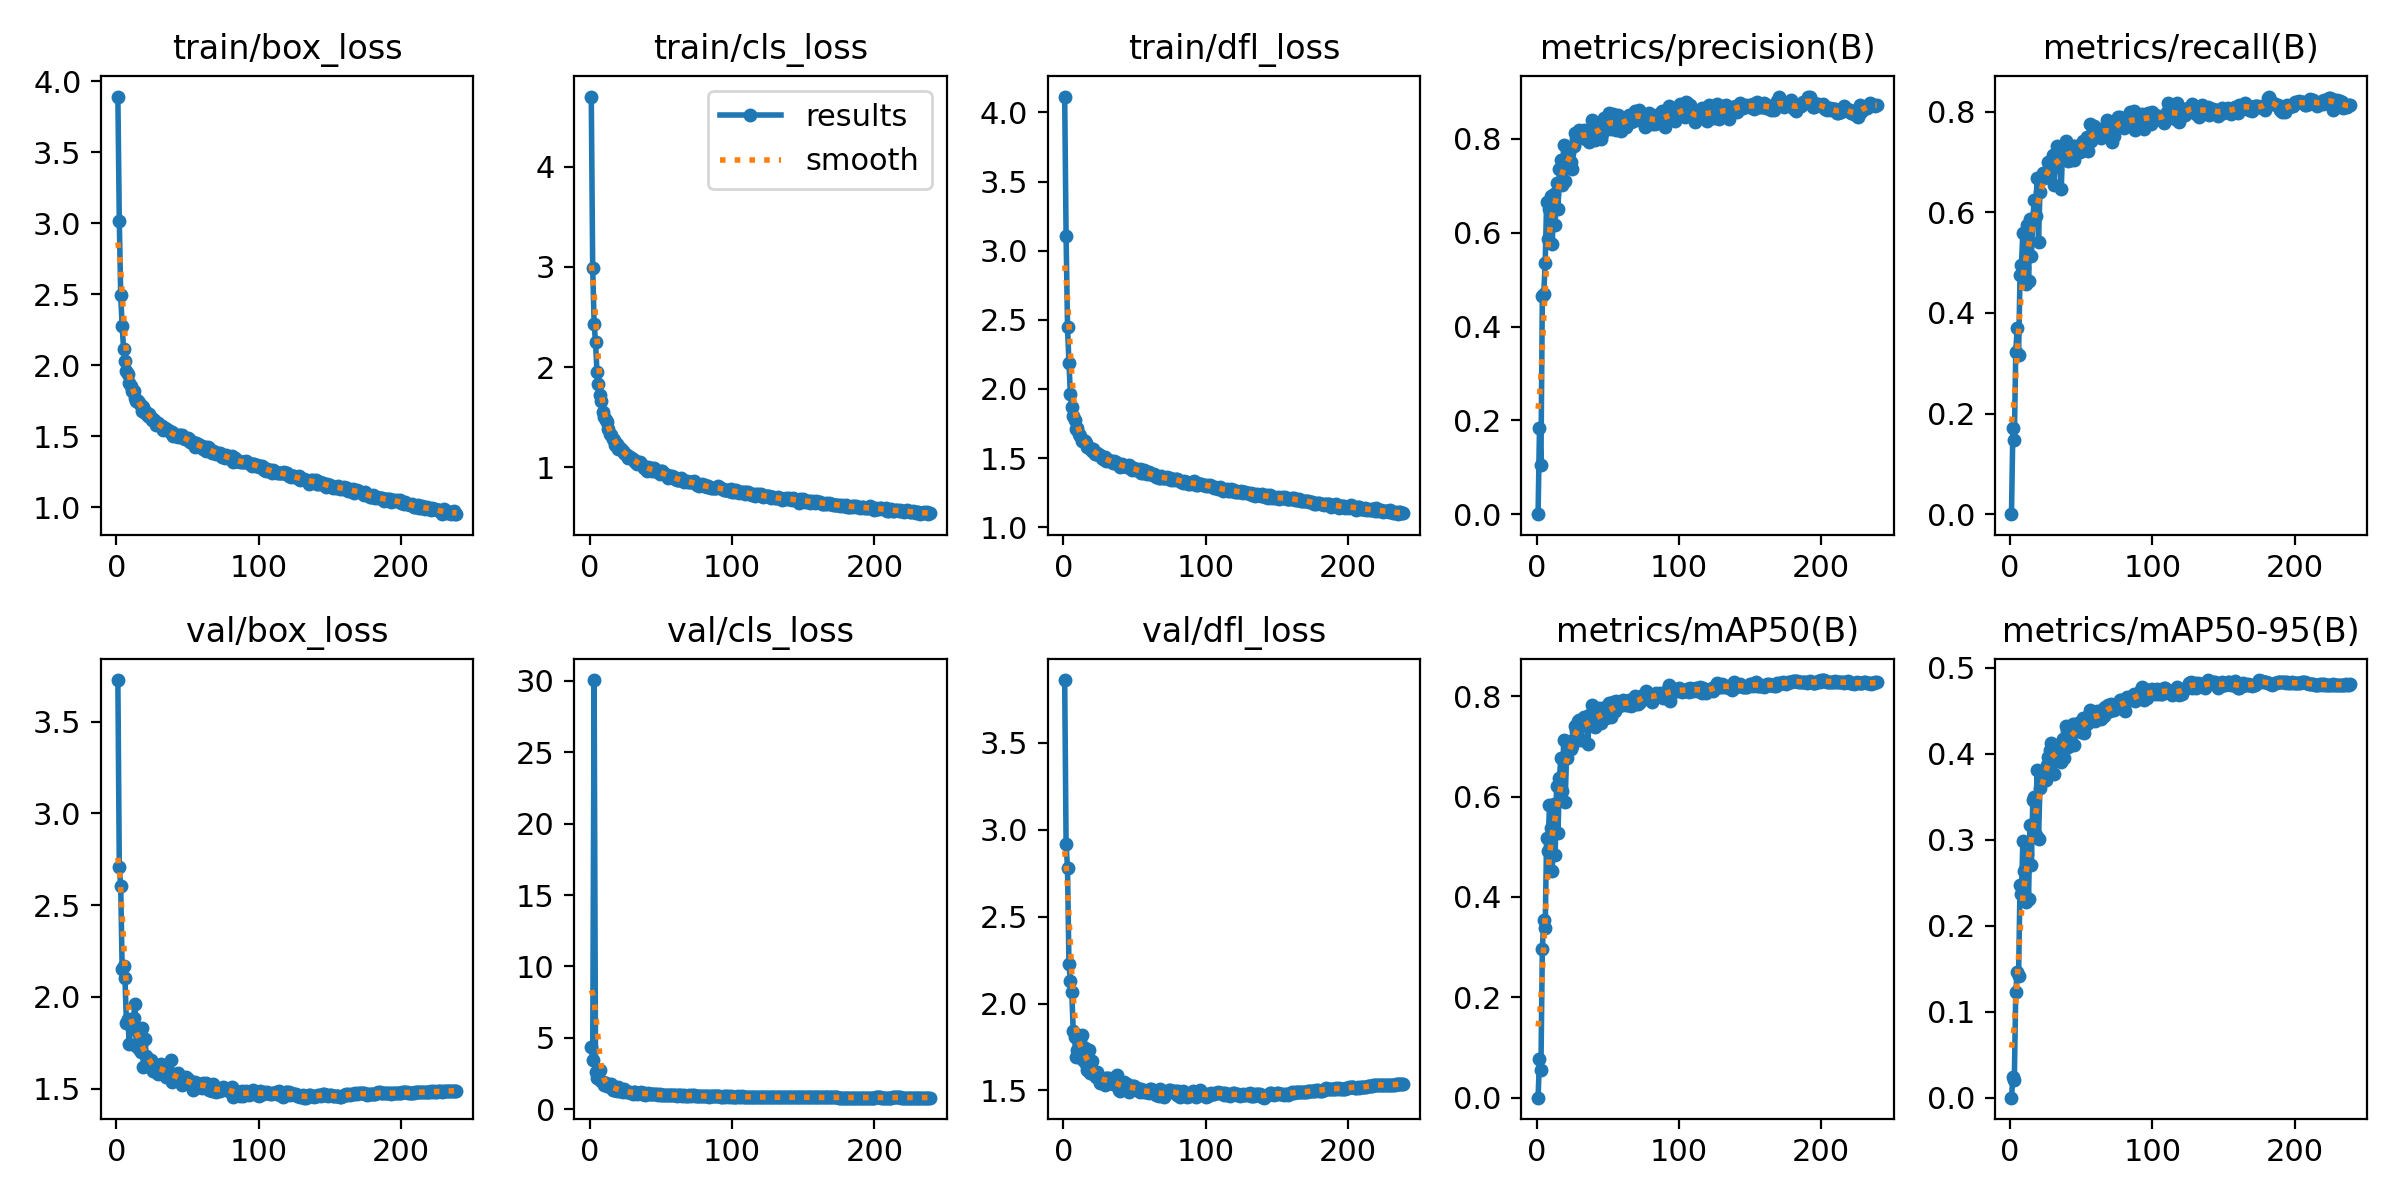 train/box_loss
4.0
3.5
3.0
2.5
2.0
1.5
1.0
0 100 200
train/cls_loss
results
smooth
4
3
2
1
0 100 200
train/dfl_loss
4.0
3.5
3.0
2.5
2.0
1.5
1.0
0 100 200
metrics/precision(B)
0.8
0.6
0.4
0.2
0.0
0 100 200
metrics/recall(B)
0.8
0.6
0.4
0.2
0.0
0 100 200
val/box_loss
3.5
3.0
2.5
2.0
1.5
0 100 200
val/cls_loss
30
25
20
15
10
5
0
0 100 200
val/dfl_loss
3.5
3.0
2.5
2.0
1.5
0 100 200
metrics/mAP50(B)
0.8
0.6
0.4
0.2
0.0
0 100 200
metrics/mAP50-95(B)
0.5
0.4
0.3
0.2
0.1
0.0
0 100 200